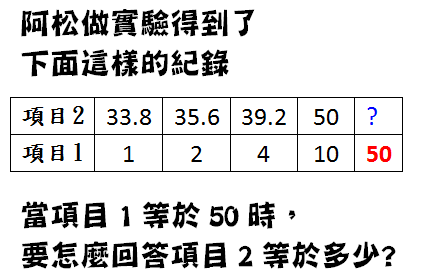 阿松做實驗得到了
下面這樣的紀錄
項目2 33.8 35.6 39.2 50 ?
項目1 1 2 4 10 50
當項目1等於50時，
要怎麼回答項目2等於多少?